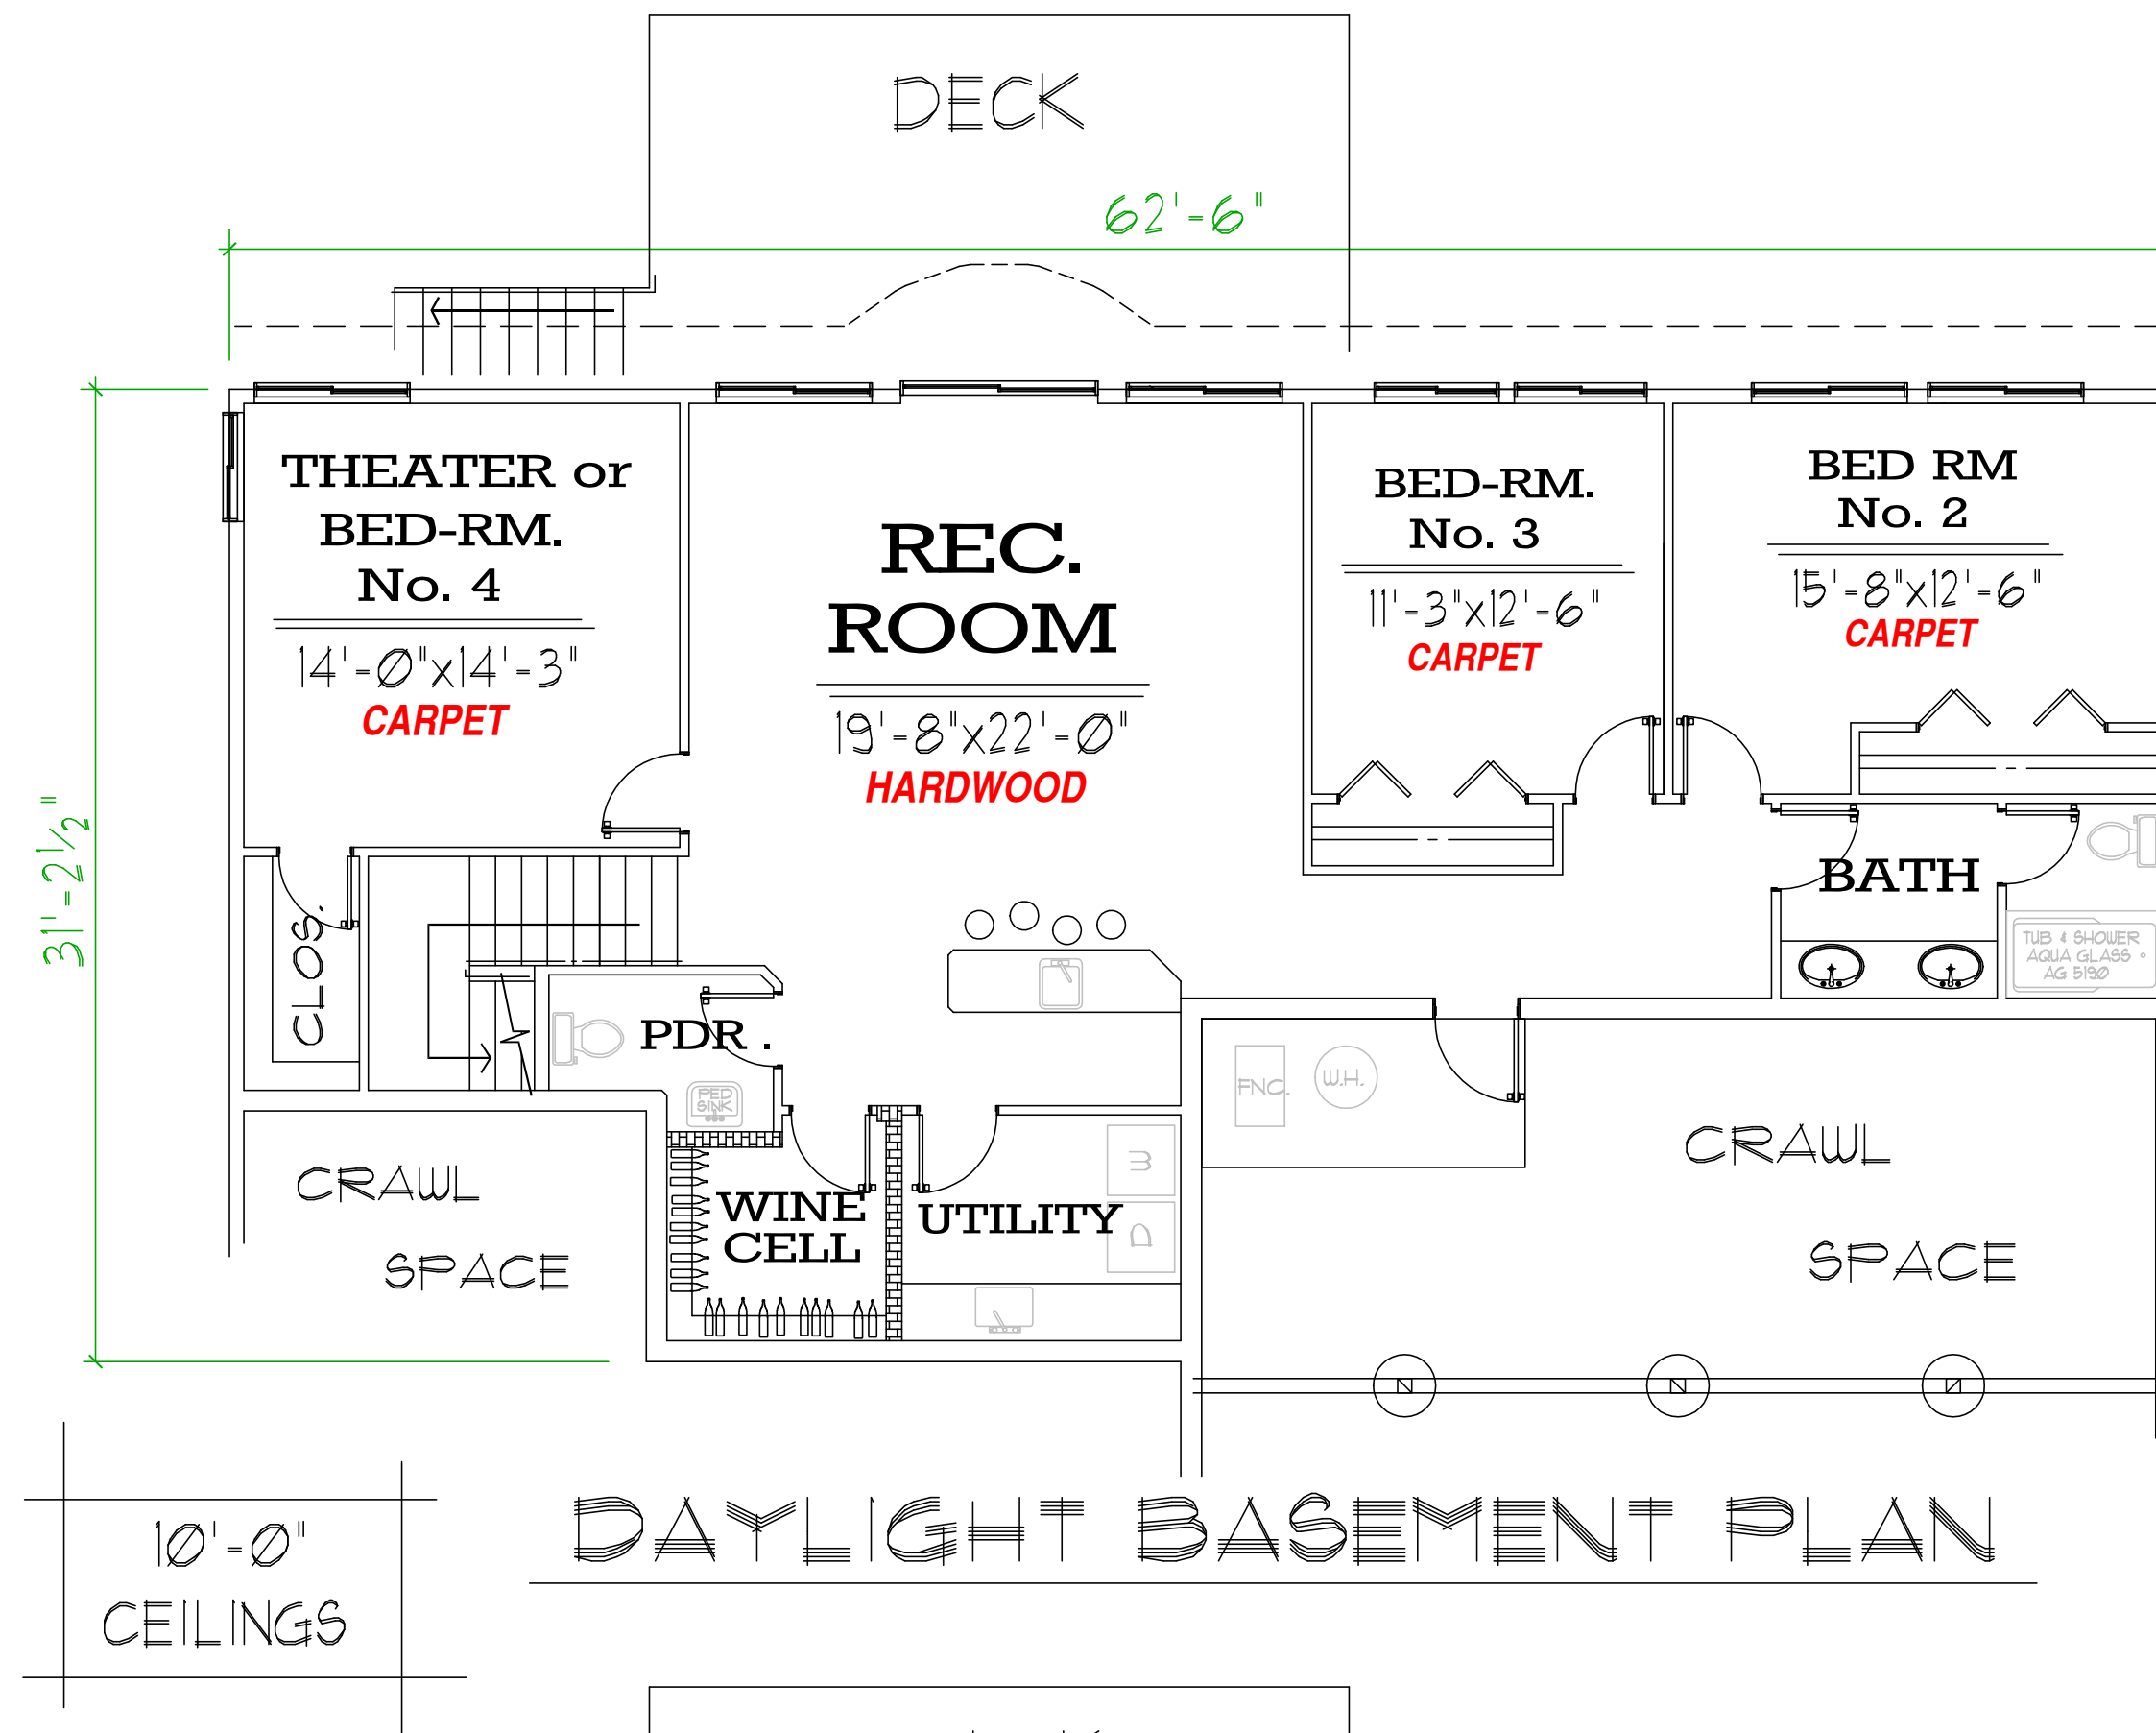 DECK
62'-6"
THEATER or
BED-RM.
No. 4
14'-0"x14'-3"
CARPET
REC.
ROOM
19'-8"x22'-0"
HARDWOOD
BED-RM.
No. 3
11'-3"x12'-6"
CARPET
BED RM
No. 2
15'-8"x12'-6"
CARPET
31'-2 1/2"
CLOS.
BATH
TUB & SHOWER
AQUA GLASS
AG 5190
PDR .
PED
SINK
FNC.
W.H.
CRAWL
SPACE
WINE
CELL
UTILITY
W
D
CRAWL
SPACE
DAYLIGHT BASEMENT PLAN
10'-0"
CEILINGS